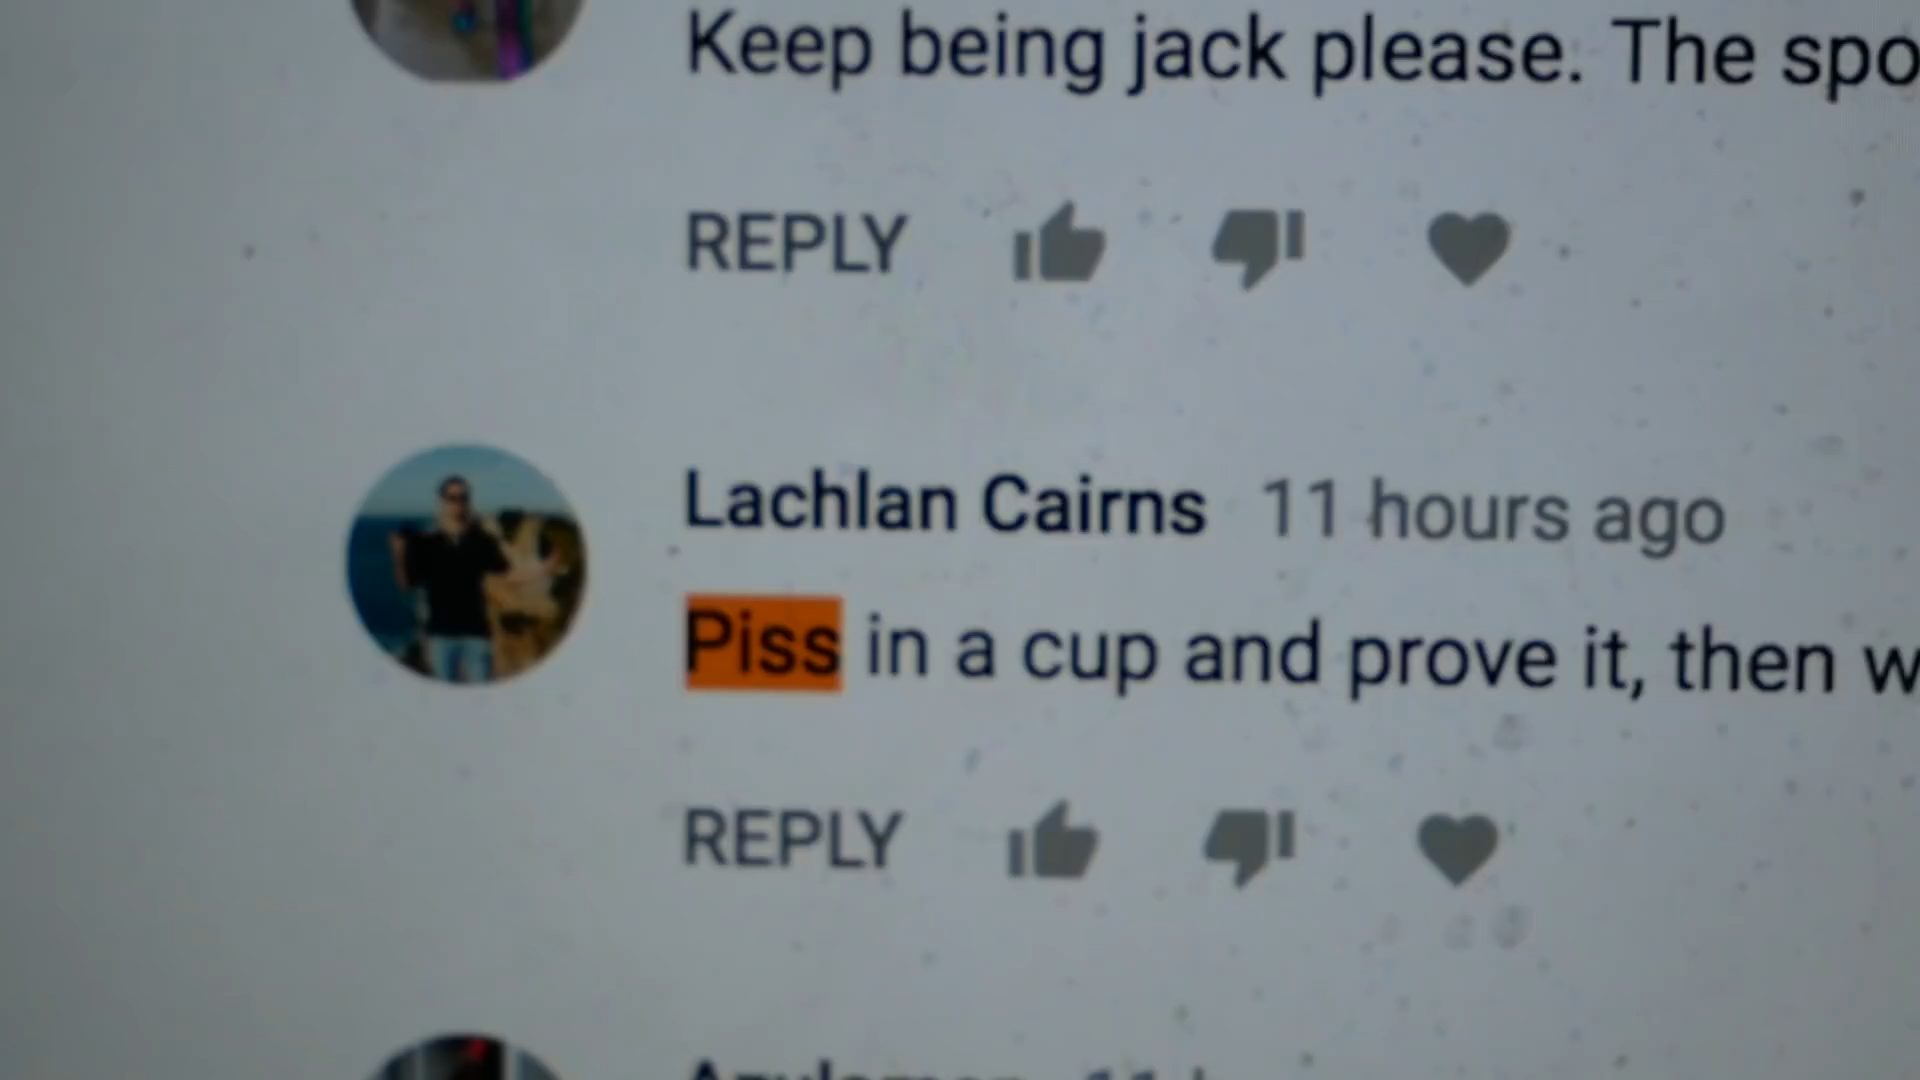 Keep being jack please. The spo
REPLY
Lachlan Cairns 11 hours ago
Piss in a cup and prove it, then w
REPLY